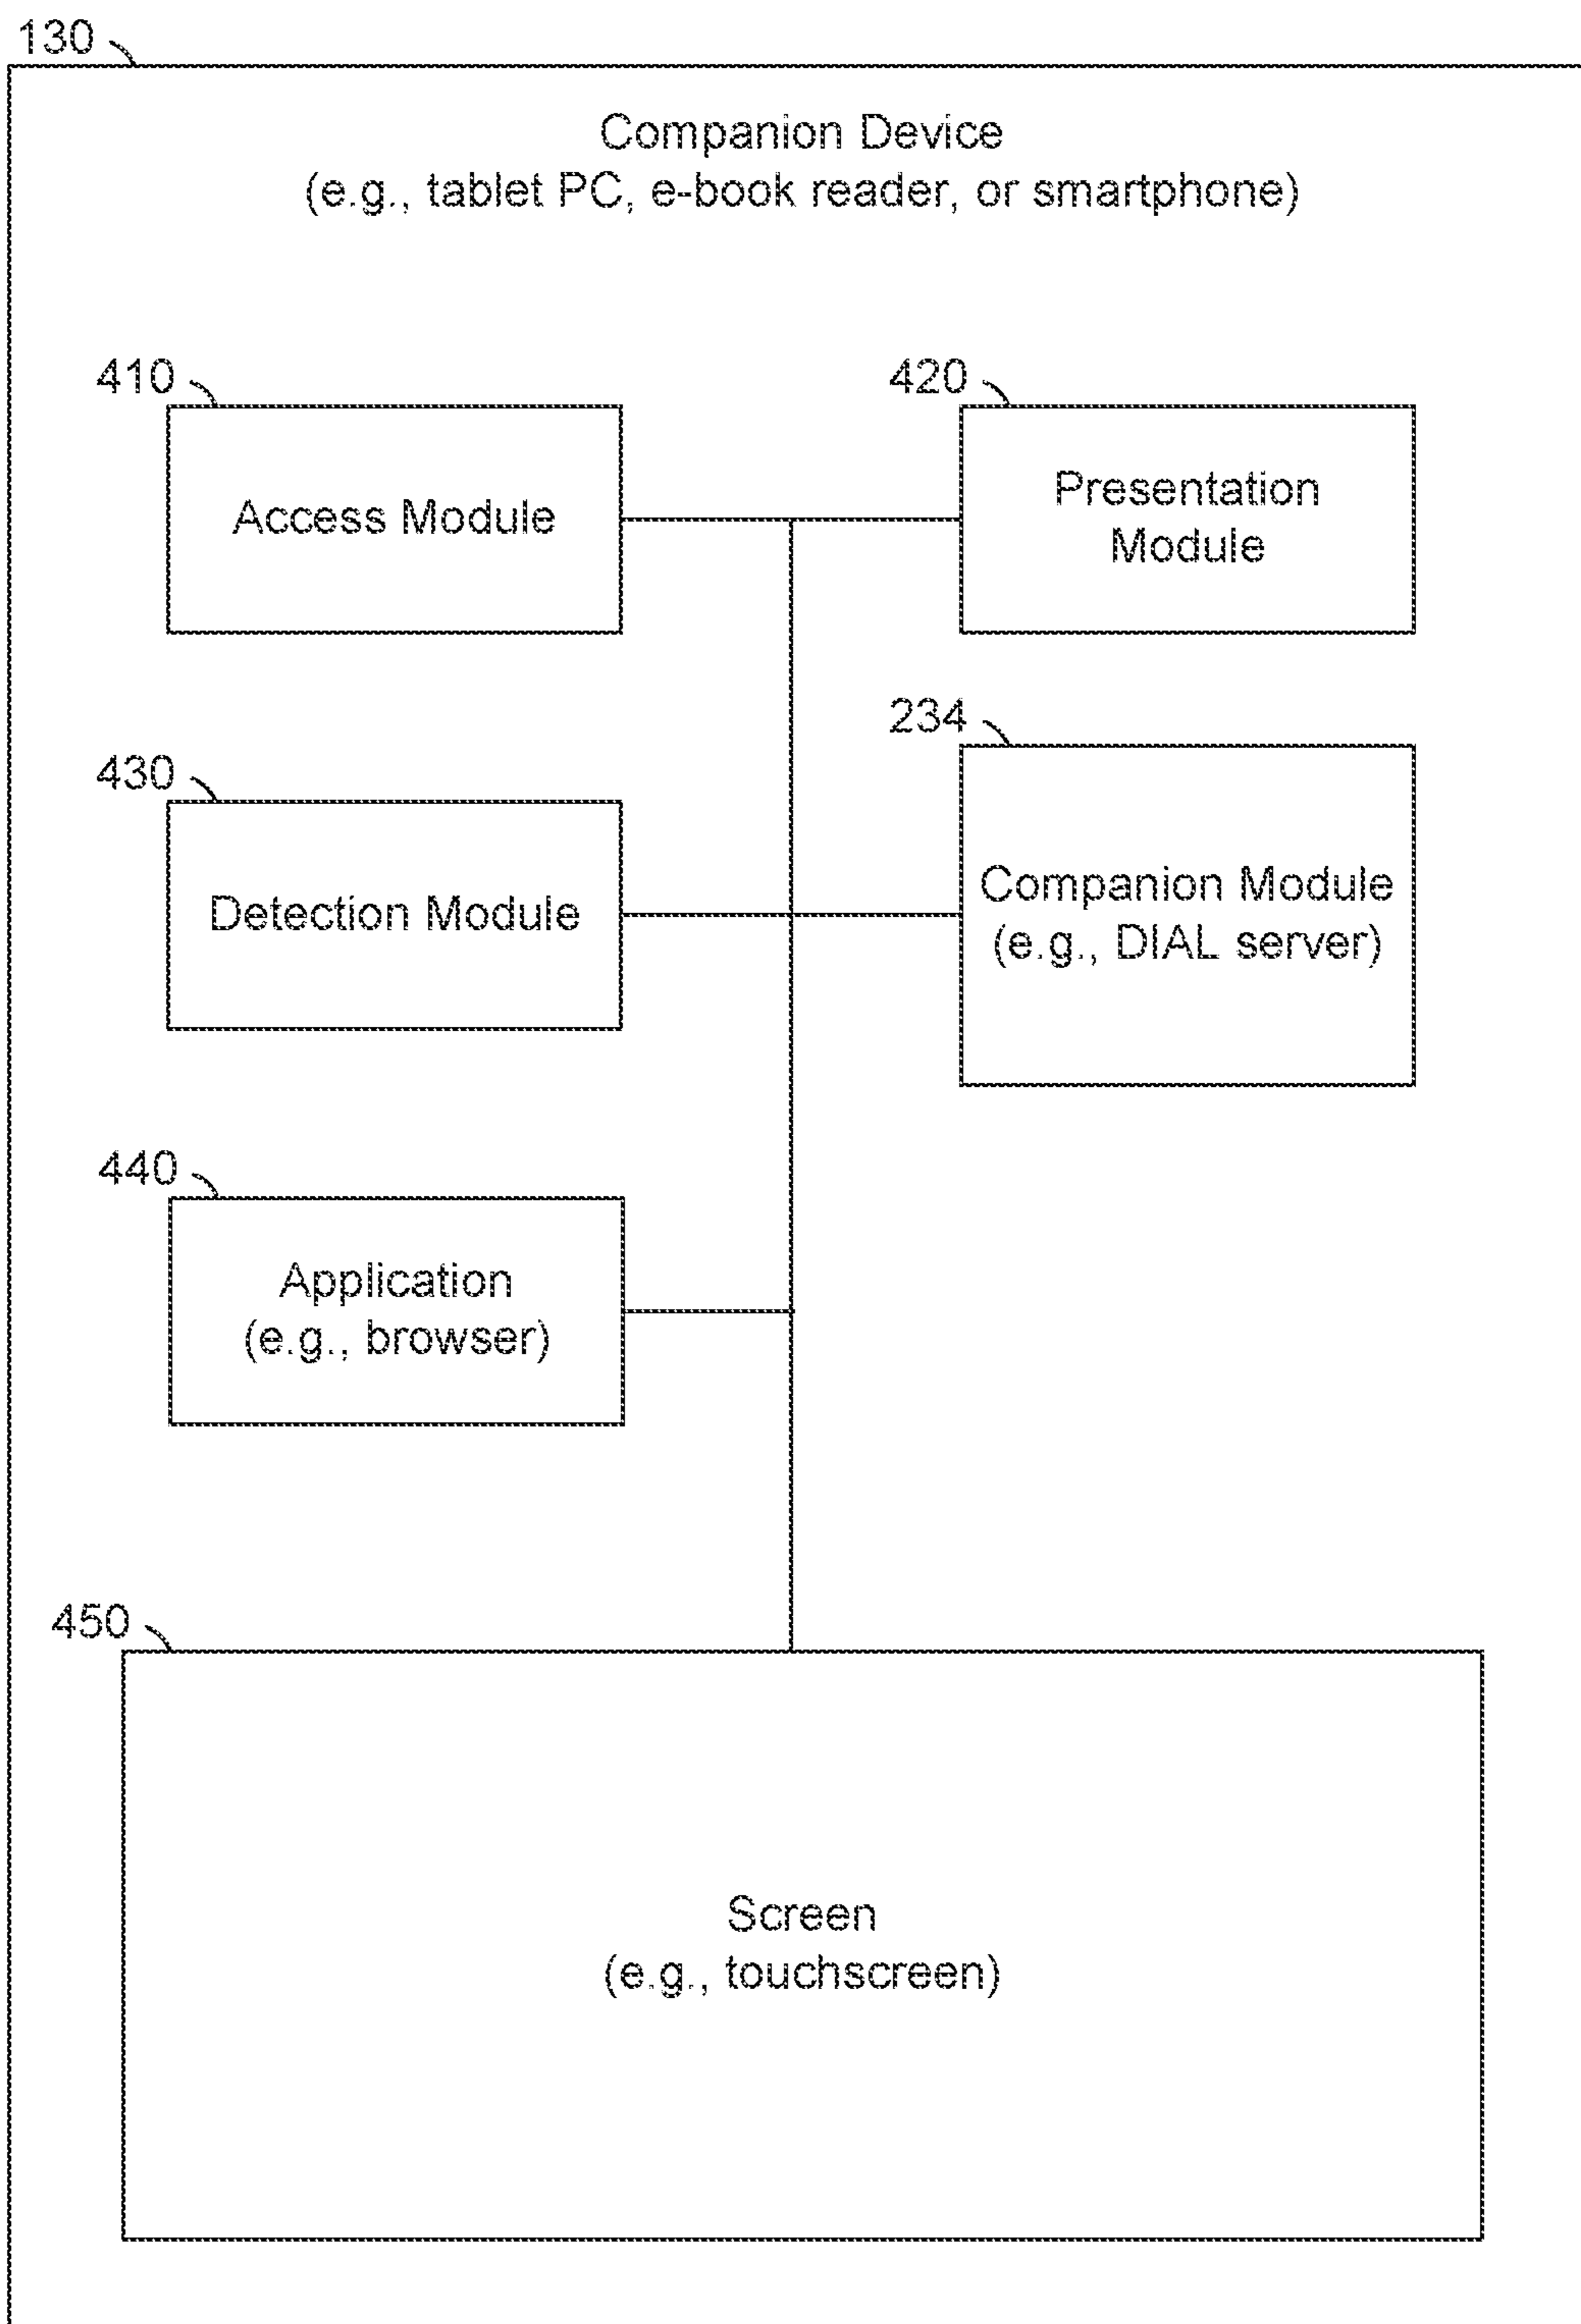 130
Companion Device
(e.g., tablet PC, e-book reader, or smartphone)
410
Access Module
420
Presentation
Module
430
Detection Module
234
Companion Module
(e.g., DIAL server)
440
Application
(e.g., browser)
450
Screen
(e.g., touchscreen)